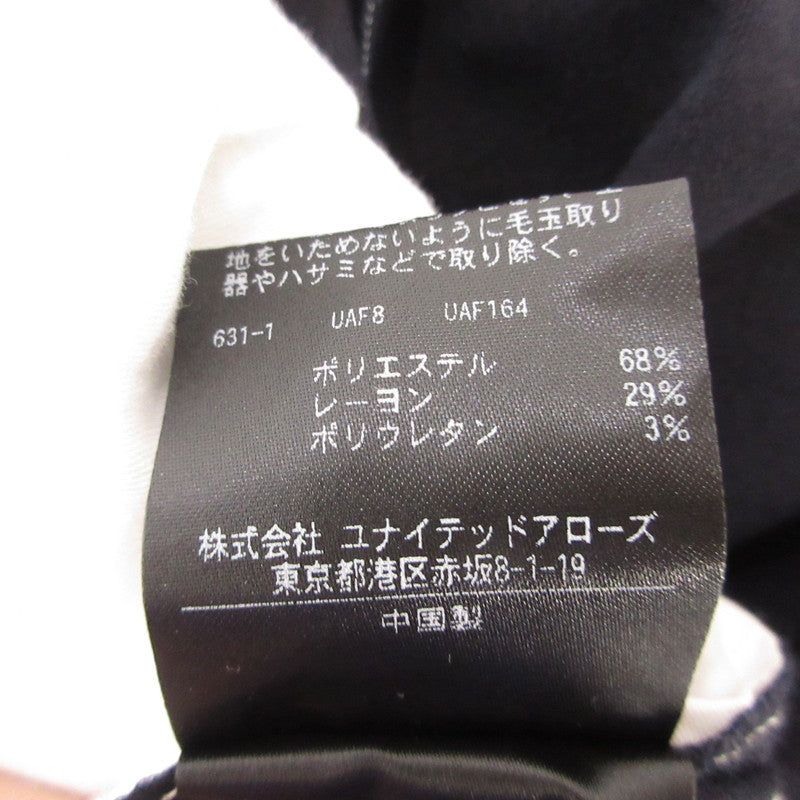 地をいためないように毛玉取り
器やハサミなどで取り除く。
631-1 UAF8 UAF164
ポリエステル 68%
レーヨン 29%
ポリウレタン 3%
株式会社 ユナイテッドアローズ
東京都港区赤坂8-1-19
中国製